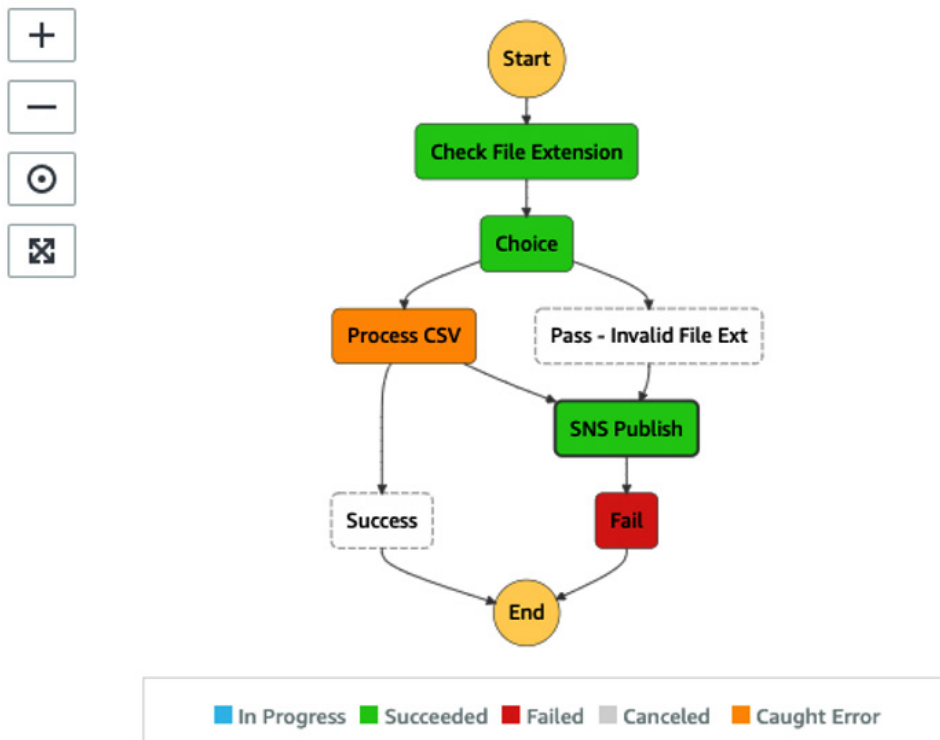 Start
Check File Extension
Choice
Process CSV
Pass - Invalid File Ext
SNS Publish
Success
Fail
End
In Progress Succeeded Failed Canceled Caught Error